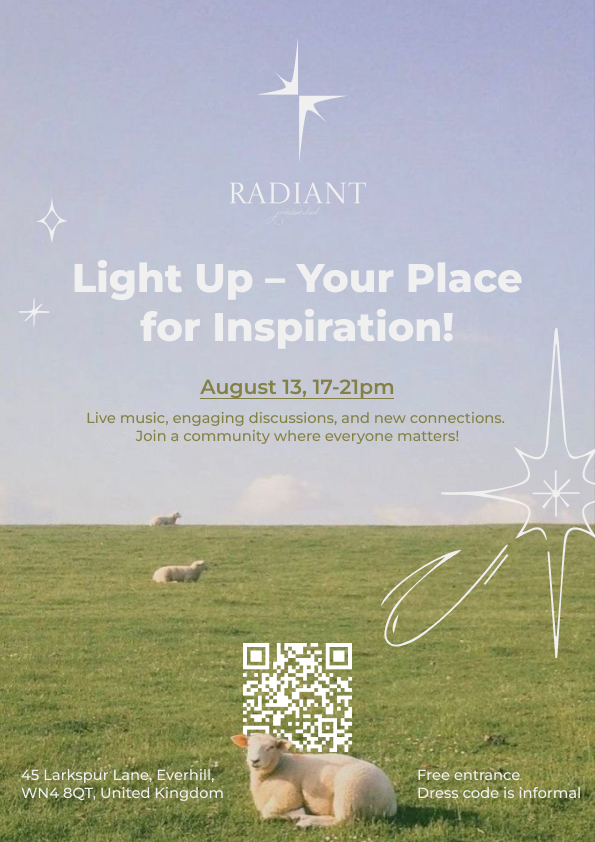 RADIANT
Light Up – Your Place
for Inspiration!
August 13, 17-21pm
Live music, engaging discussions, and new connections.
Join a community where everyone matters!
45 Larkspur Lane, Everhill,
WN4 8QT, United Kingdom
Free entrance
Dress code is informal